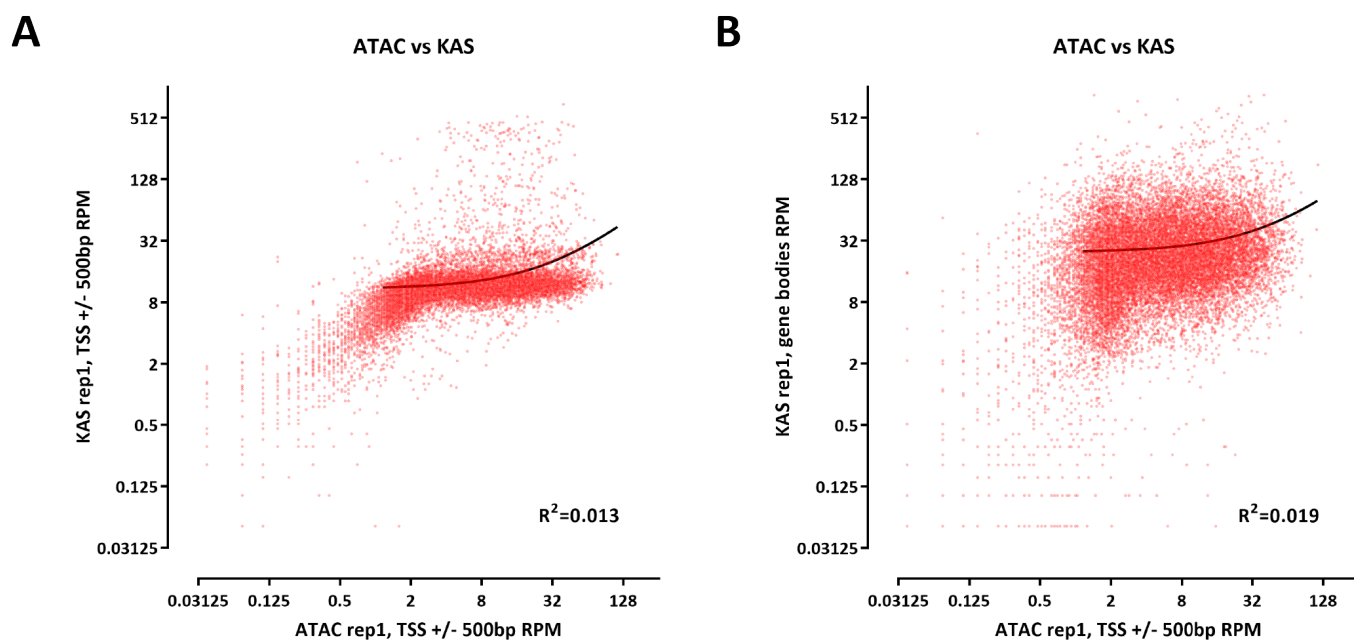 A
ATAC vs KAS
512
128
32
8
2
0.5
0.125
0.03125
KAS rep1, TSS +/- 500bp RPM
R²=0.013
0.03125 0.125 0.5 2 8 32 128
ATAC rep1, TSS +/- 500bp RPM
B
ATAC vs KAS
512
128
32
8
2
0.5
0.125
0.03125
KAS rep1, gene bodies RPM
R²=0.019
0.03125 0.125 0.5 2 8 32 128
ATAC rep1, TSS +/- 500bp RPM